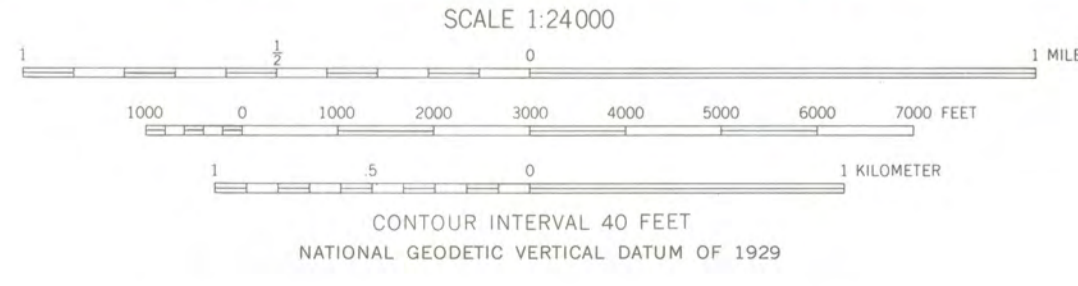 SCALE 1:24000
1 1/2 0 1 MILE
1000 0 1000 2000 3000 4000 5000 6000 7000 FEET
1 .5 0 1 KILOMETER
CONTOUR INTERVAL 40 FEET
NATIONAL GEODETIC VERTICAL DATUM OF 1929